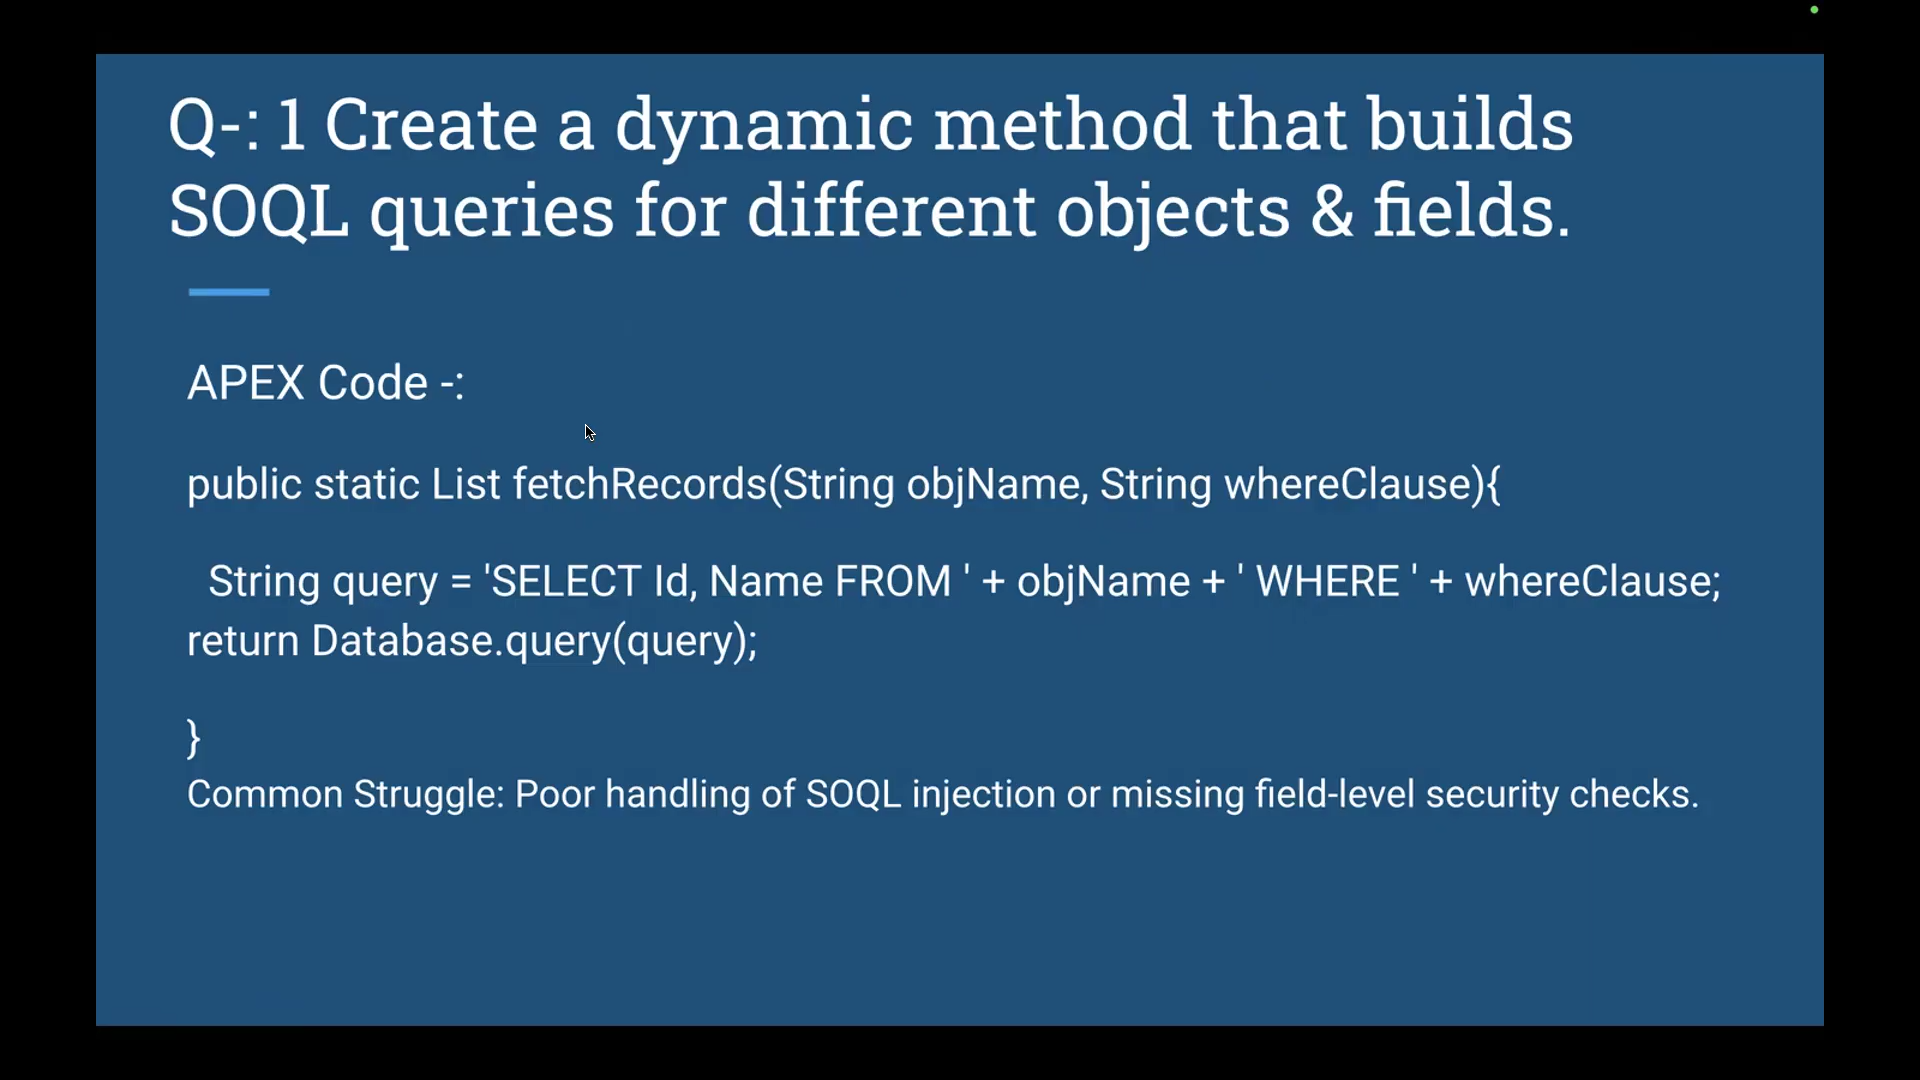 Q-: 1 Create a dynamic method that builds
SOQL queries for different objects & fields.
APEX Code -:
public static List fetchRecords(String objName, String whereClause){
String query = 'SELECT Id, Name FROM ' + objName + ' WHERE ' + whereClause;
return Database.query(query);
}
Common Struggle: Poor handling of SOQL injection or missing field-level security checks.